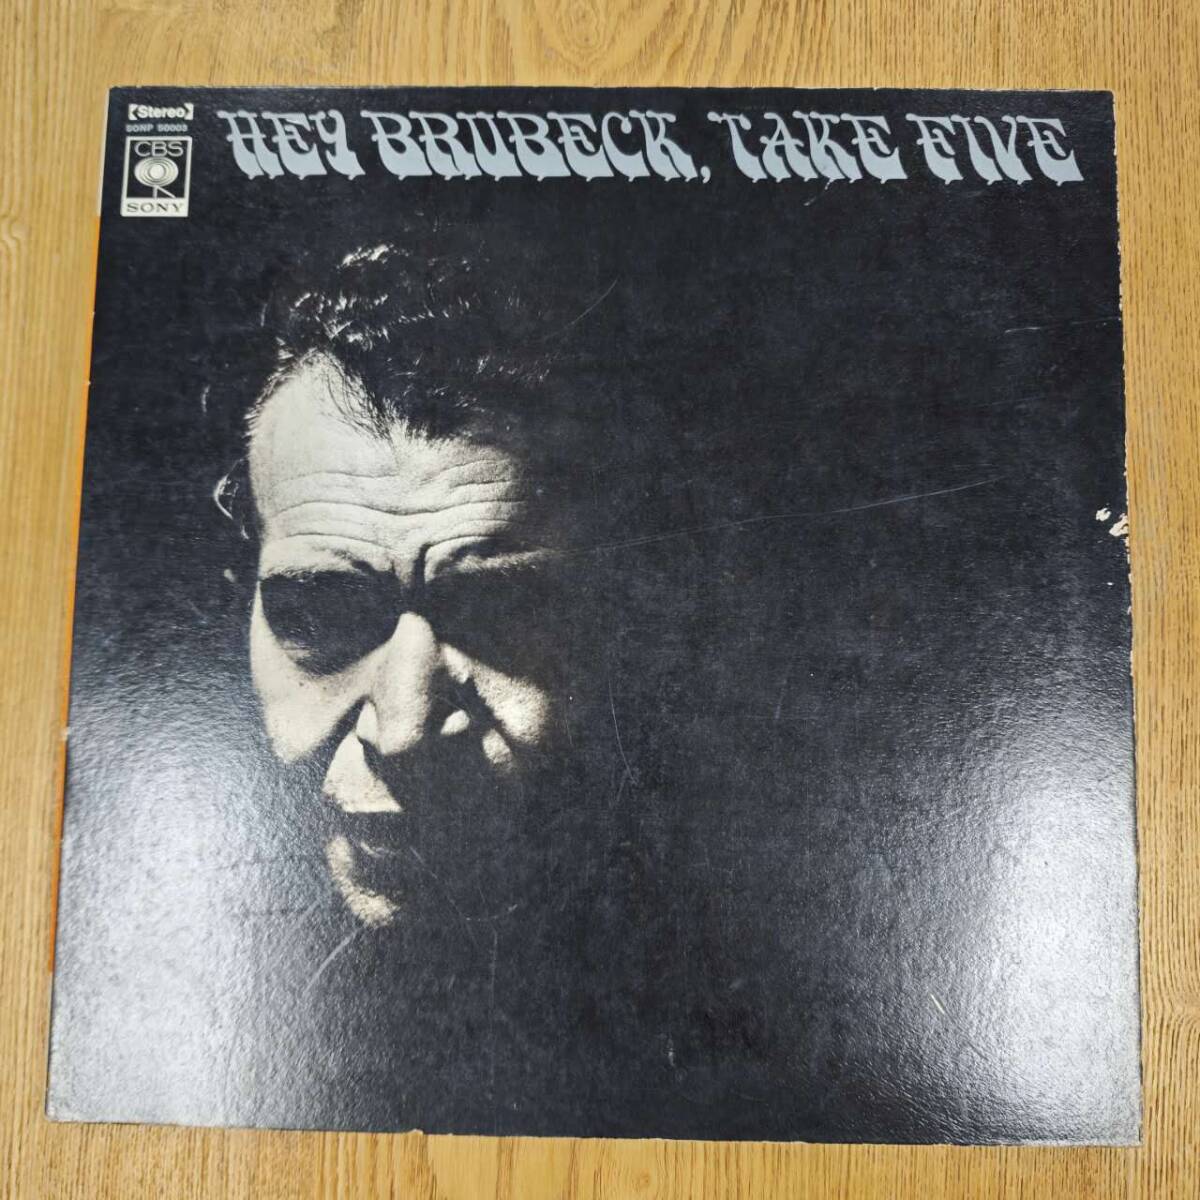 【Stereo】
SONP 50003
CBS
SONY
HEY BRUBECK, TAKE FIVE